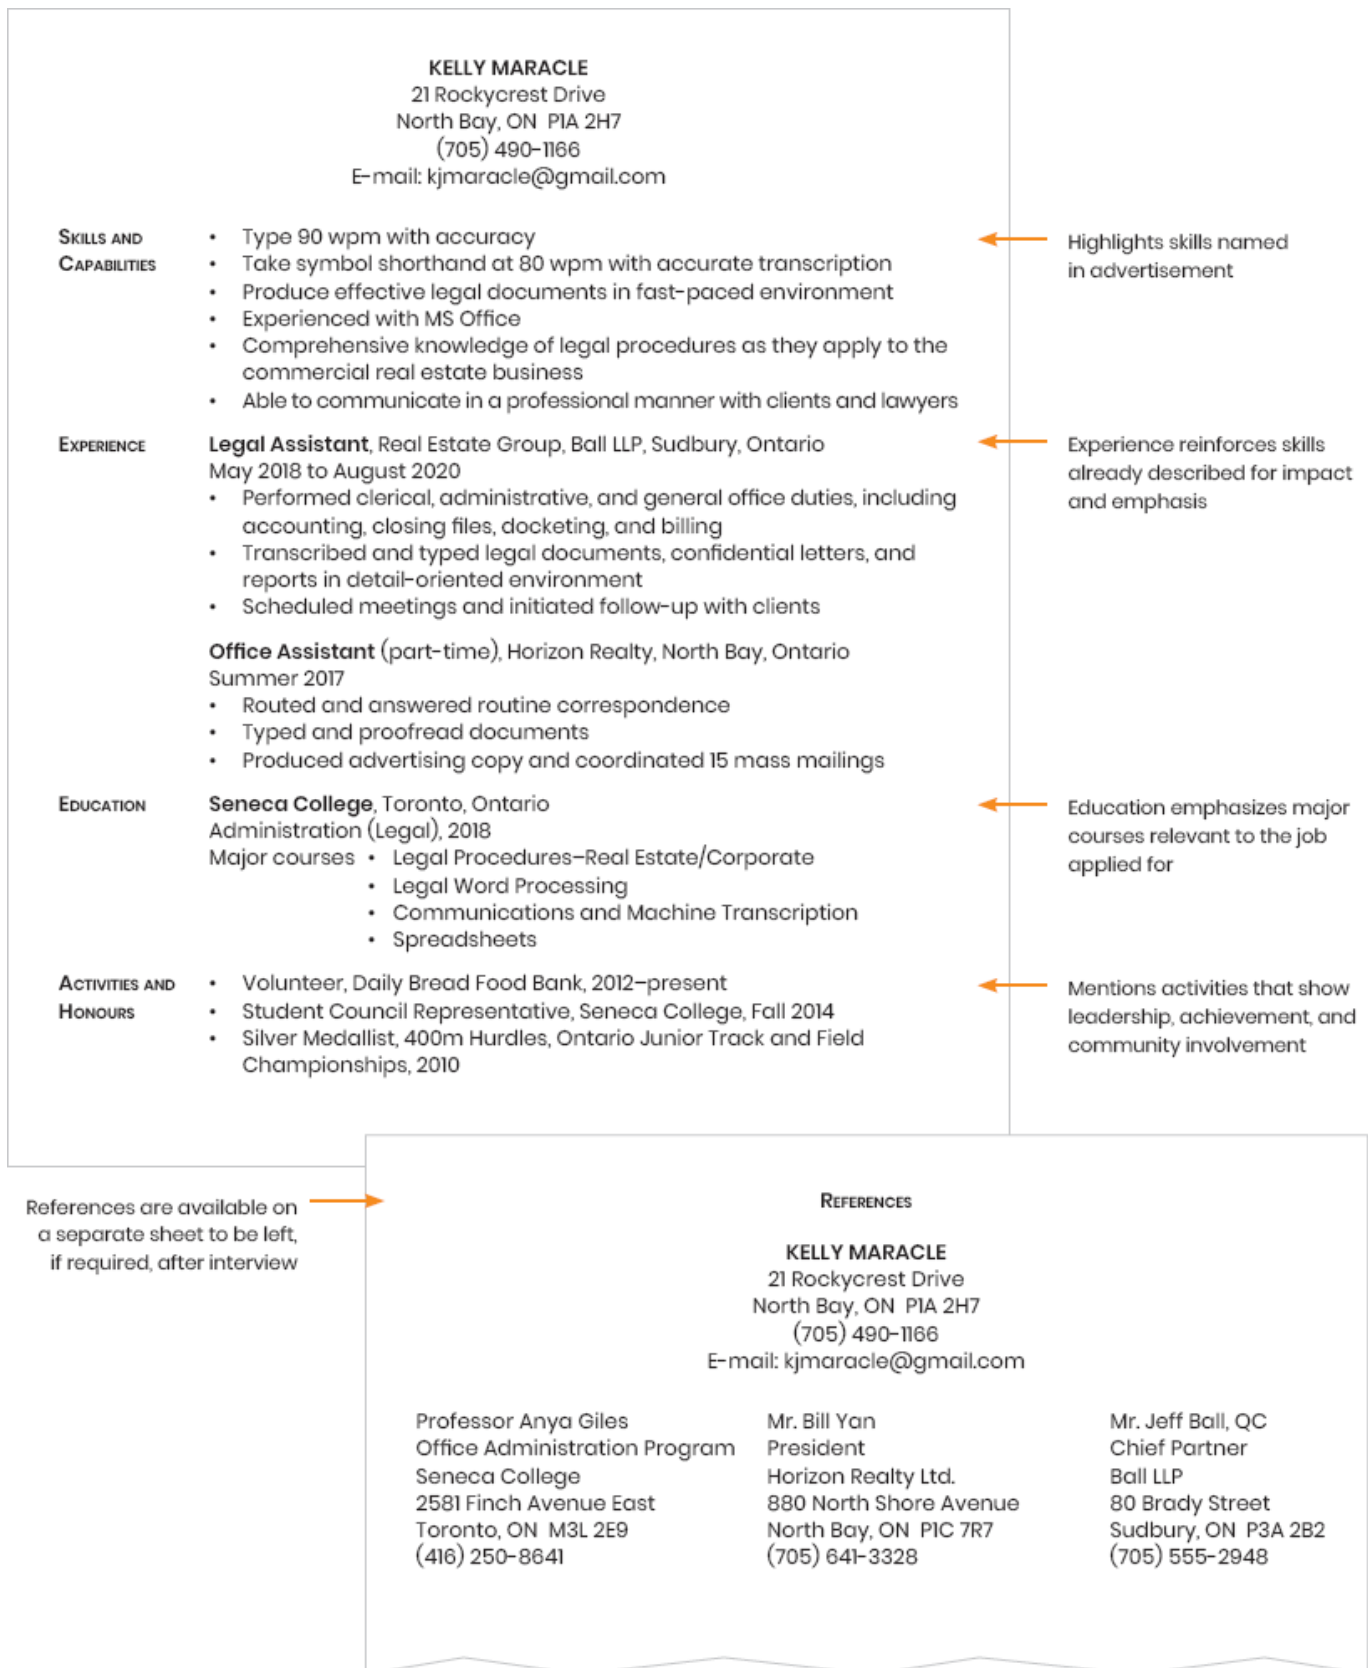 KELLY MARACLE
21 Rockycrest Drive
North Bay, ON P1A 2H7
(705) 490-1166
E-mail: kjmaracle@gmail.com
SKILLS AND
CAPABILITIES
• Type 90 wpm with accuracy
• Take symbol shorthand at 80 wpm with accurate transcription
• Produce effective legal documents in fast-paced environment
• Experienced with MS Office
• Comprehensive knowledge of legal procedures as they apply to the
commercial real estate business
• Able to communicate in a professional manner with clients and lawyers
Highlights skills named
in advertisement
EXPERIENCE
Legal Assistant, Real Estate Group, Ball LLP, Sudbury, Ontario
May 2018 to August 2020
• Performed clerical, administrative, and general office duties, including
accounting, closing files, docketing, and billing
• Transcribed and typed legal documents, confidential letters, and
reports in detail-oriented environment
• Scheduled meetings and initiated follow-up with clients
Experience reinforces skills
already described for impact
and emphasis
Office Assistant (part-time), Horizon Realty, North Bay, Ontario
Summer 2017
• Routed and answered routine correspondence
• Typed and proofread documents
• Produced advertising copy and coordinated 15 mass mailings
EDUCATION
Seneca College, Toronto, Ontario
Administration (Legal), 2018
Major courses • Legal Procedures–Real Estate/Corporate
• Legal Word Processing
• Communications and Machine Transcription
• Spreadsheets
Education emphasizes major
courses relevant to the job
applied for
ACTIVITIES AND
HONOURS
• Volunteer, Daily Bread Food Bank, 2012–present
• Student Council Representative, Seneca College, Fall 2014
• Silver Medallist, 400m Hurdles, Ontario Junior Track and Field
Championships, 2010
Mentions activities that show
leadership, achievement, and
community involvement
References are available on
a separate sheet to be left,
if required, after interview
REFERENCES
KELLY MARACLE
21 Rockycrest Drive
North Bay, ON P1A 2H7
(705) 490-1166
E-mail: kjmaracle@gmail.com
Professor Anya Giles
Office Administration Program
Seneca College
2581 Finch Avenue East
Toronto, ON M3L 2E9
(416) 250-8641
Mr. Bill Yan
President
Horizon Realty Ltd.
880 North Shore Avenue
North Bay, ON P1C 7R7
(705) 641-3328
Mr. Jeff Ball, QC
Chief Partner
Ball LLP
80 Brady Street
Sudbury, ON P3A 2B2
(705) 555-2948